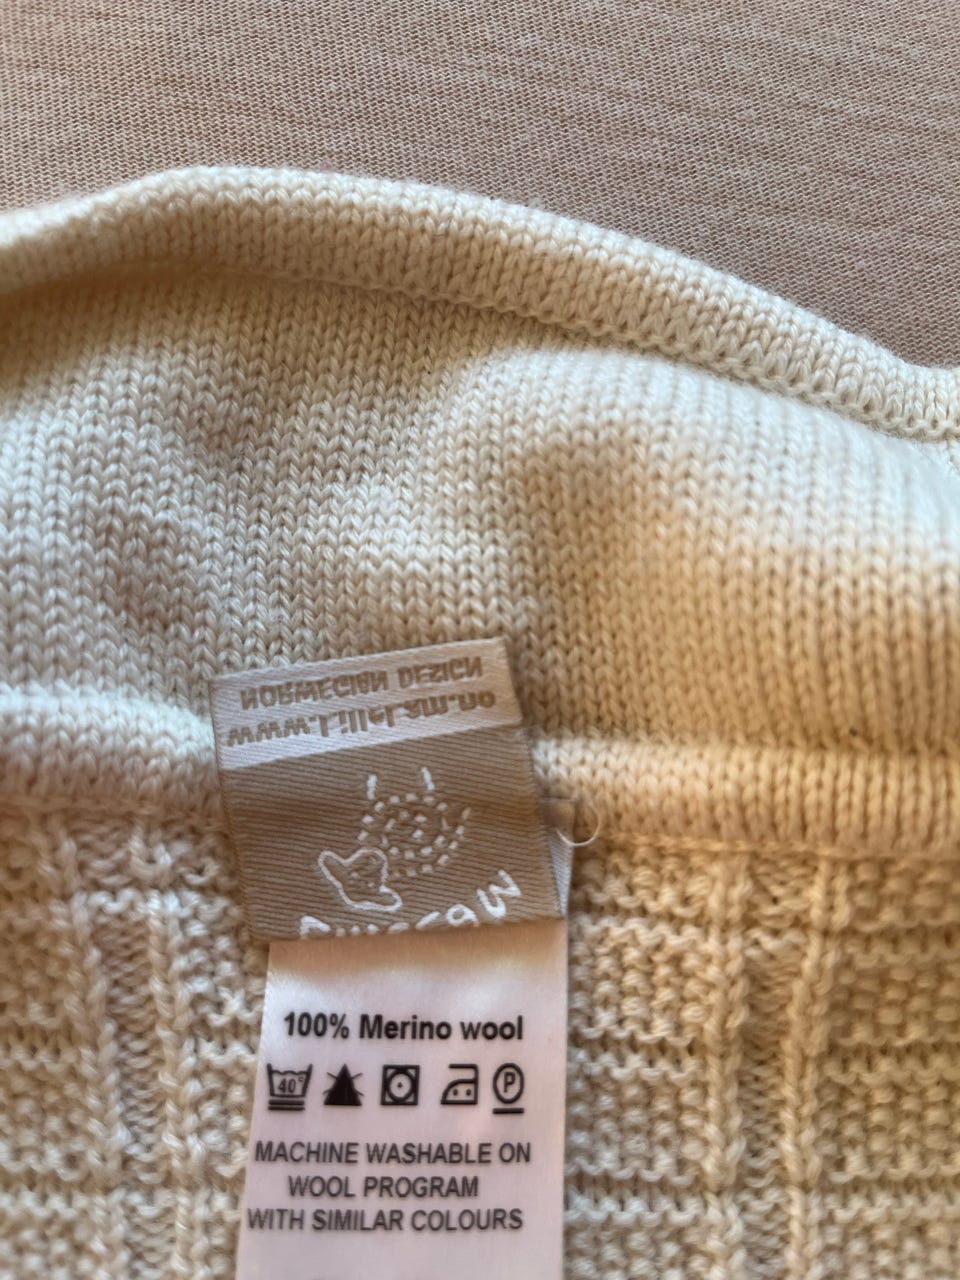 NORWEGIAN DESIGN
www.LilleLam.no
100% Merino wool
40° P
MACHINE WASHABLE ON
WOOL PROGRAM
WITH SIMILAR COLOURS